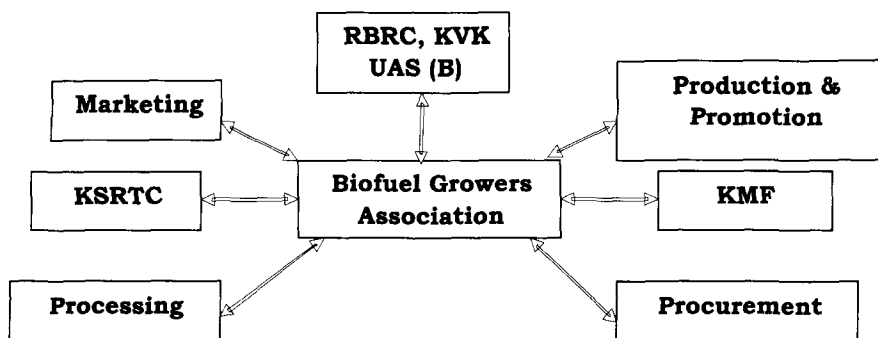 RBRC, KVK
UAS (B)
Marketing
Production &
Promotion
KSRTC
Biofuel Growers
Association
KMF
Processing
Procurement